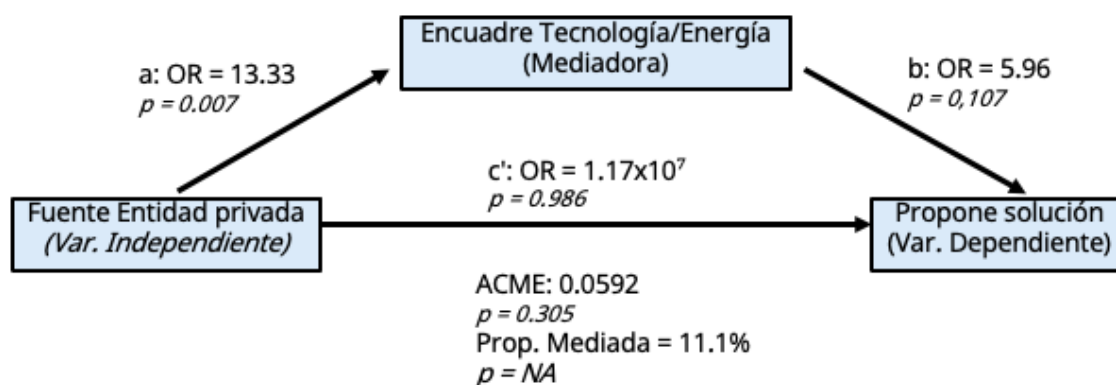 Encuadre Tecnología/Energía
(Mediadora)
a: OR = 13.33
p = 0.007
b: OR = 5.96
p = 0,107
c': OR = 1.17x10⁷
p = 0.986
Fuente Entidad privada
(Var. Independiente)
Propone solución
(Var. Dependiente)
ACME: 0.0592
p = 0.305
Prop. Mediada = 11.1%
p = NA